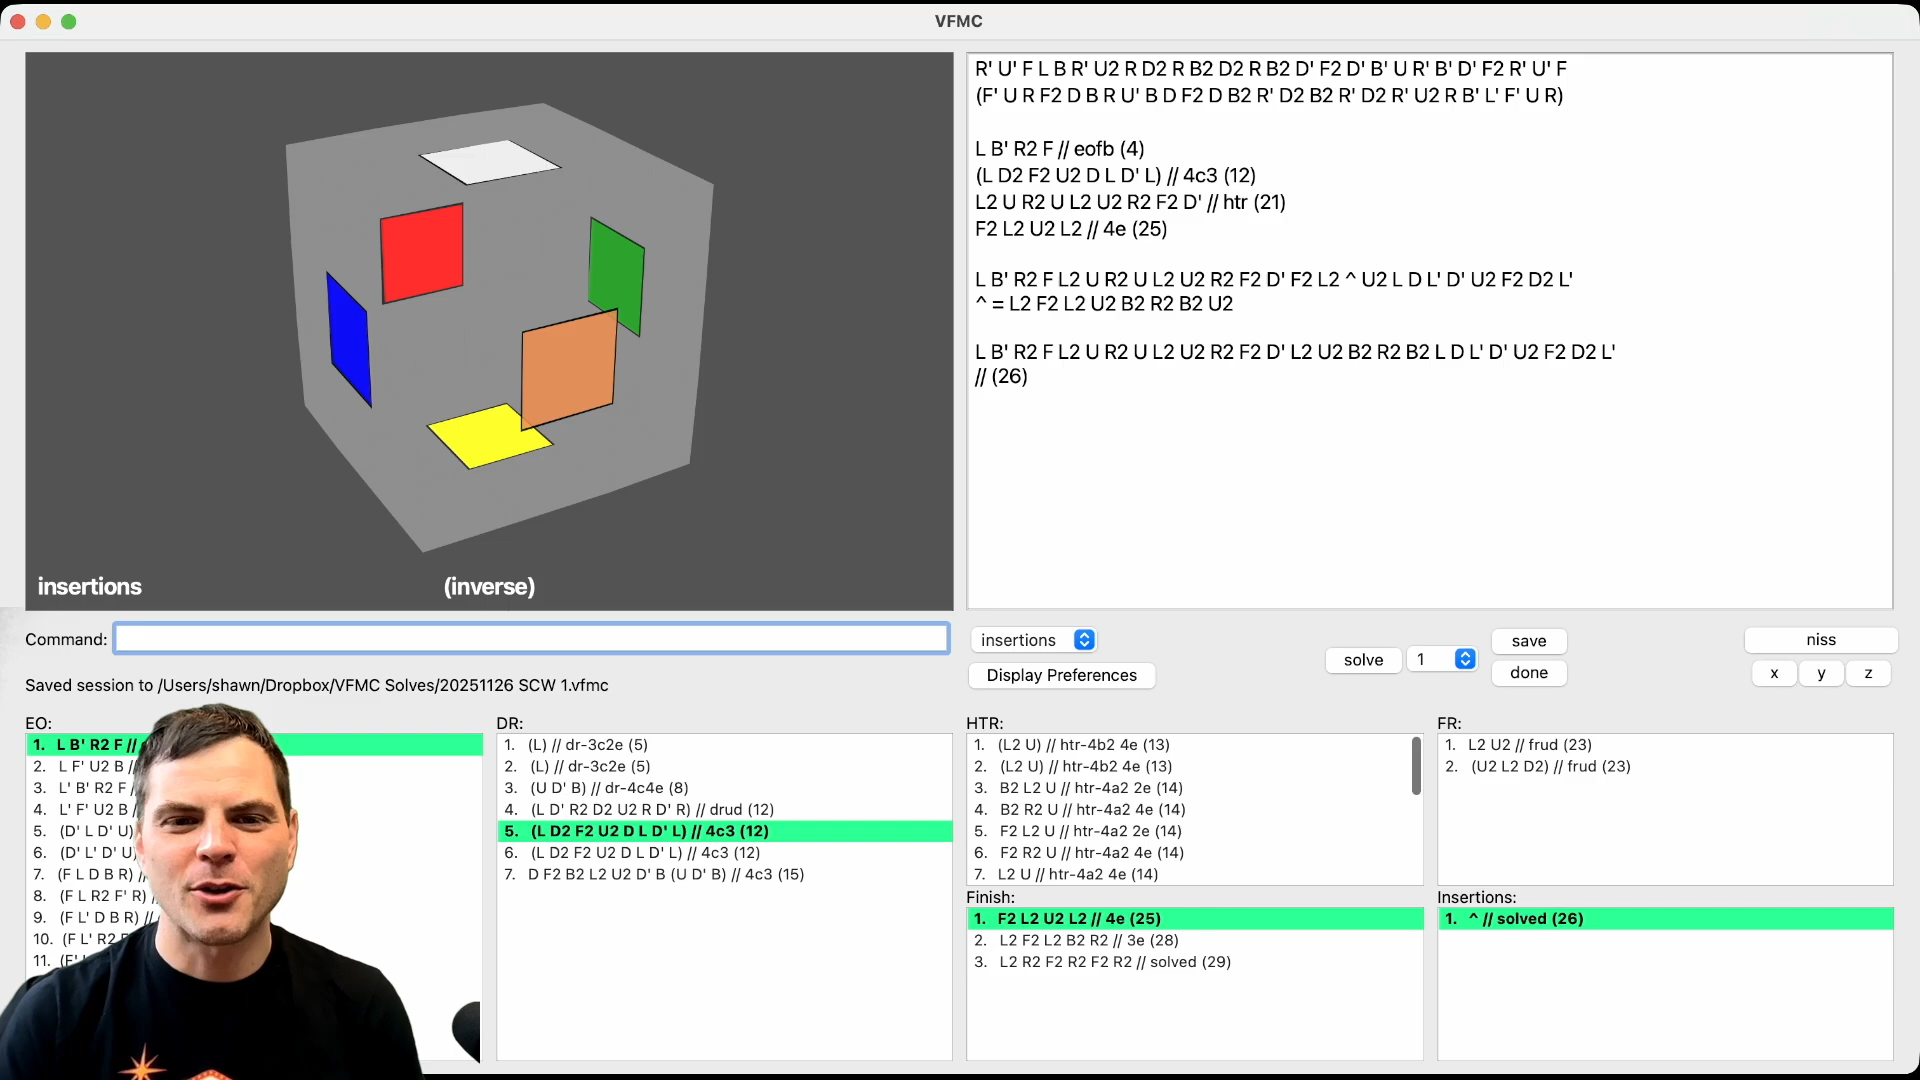 VFMC
R' U' F L B R' U2 R D2 R B2 D2 R B2 D' F2 D' B' U R' B' D' F2 R' U' F
(F' U R F2 D B R U' B D F2 D B2 R' D2 B2 R' D2 R' U2 R B' L' F' U R)
L B' R2 F // eofb (4)
(L D2 F2 U2 D L D' L) // 4c3 (12)
L2 U R2 U L2 U2 R2 F2 D' // htr (21)
F2 L2 U2 L2 // 4e (25)
L B' R2 F L2 U R2 U L2 U2 R2 F2 D' F2 L2 ^ U2 L D L' D' U2 F2 D2 L'
^ = L2 F2 L2 U2 B2 R2 B2 U2
L B' R2 F L2 U R2 U L2 U2 R2 F2 D' L2 U2 B2 R2 B2 L D L' D' U2 F2 D2 L'
// (26)
insertions
(inverse)
Command:
insertions
Display Preferences
solve
1
save
done
niss
x
y
z
Saved session to /Users/shawn/Dropbox/VFMC Solves/20251126 SCW 1.vfmc
EO:
1. L B' R2 F //
2. L F' U2 B //
3. L' B' R2 F /
4. L' F' U2 B /
5. (D' L D' U)
6. (D' L' D' U)
7. (F L D B R) /
8. (F L R2 F' R)
9. (F L' D B R) //
10. (F L' R2
11.
DR:
1. (L) // dr-3c2e (5)
2. (L) // dr-3c2e (5)
3. (U D' B) // dr-4c4e (8)
4. (L D' R2 D2 U2 R D' R) // drud (12)
5. (L D2 F2 U2 D L D' L) // 4c3 (12)
6. (L D2 F2 U2 D L D' L) // 4c3 (12)
7. D F2 B2 L2 U2 D' B (U D' B) // 4c3 (15)
HTR:
1. (L2 U) // htr-4b2 4e (13)
2. (L2 U) // htr-4b2 4e (13)
3. B2 L2 U // htr-4a2 2e (14)
4. B2 R2 U // htr-4a2 4e (14)
5. F2 L2 U // htr-4a2 2e (14)
6. F2 R2 U // htr-4a2 4e (14)
7. L2 U // htr-4a2 4e (14)
FR:
1. L2 U2 // frud (23)
2. (U2 L2 D2) // frud (23)
Finish:
1. F2 L2 U2 L2 // 4e (25)
2. L2 F2 L2 B2 R2 // 3e (28)
3. L2 R2 F2 R2 F2 R2 // solved (29)
Insertions:
1. ^ // solved (26)